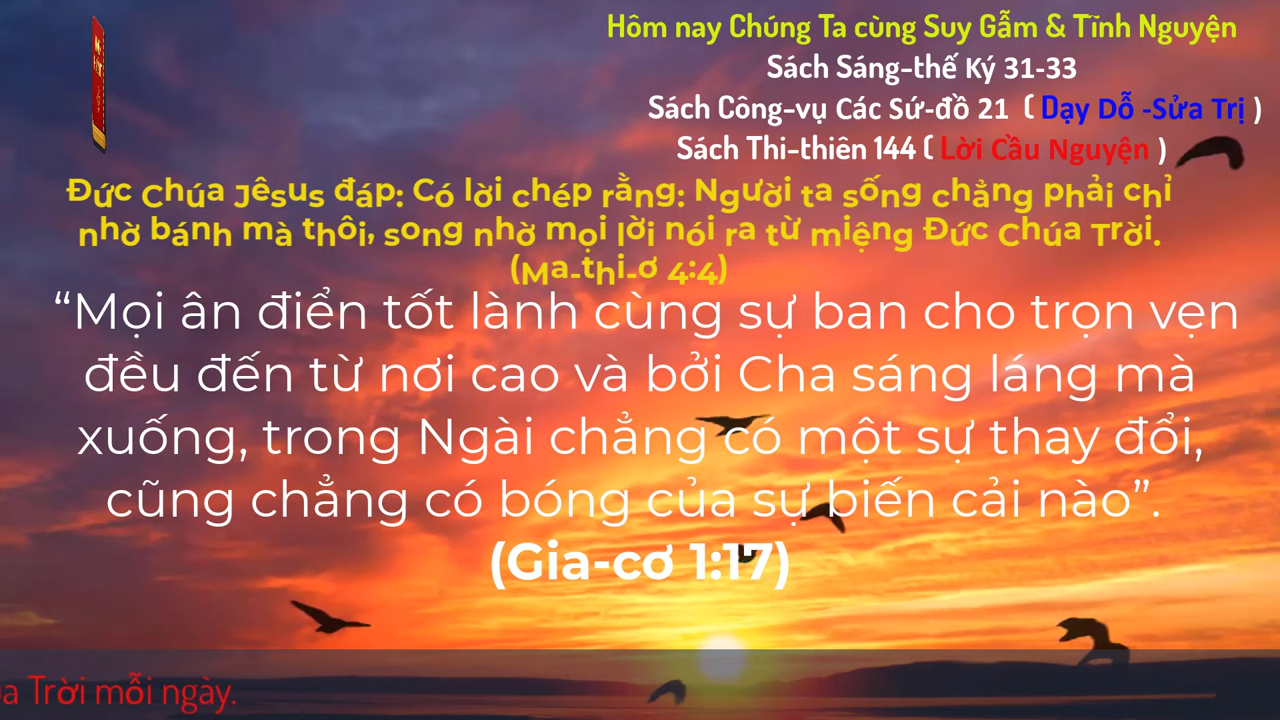 Hôm nay Chúng Ta cùng Suy Gẫm & Tĩnh Nguyện
Sách Sáng-thế Ký 31-33
Sách Công-vụ Các Sứ-đồ 21 ( Dạy Dỗ -Sửa Trị )
Sách Thi-thiên 144 ( Lời Cầu Nguyện )
Đức Chúa Jêsus đáp: Có lời chép rằng: Người ta sống chẳng phải chỉ
nhờ bánh mà thôi, song nhờ mọi lời nói ra từ miệng Đức Chúa Trời.
(Ma-thi-ơ 4:4)
“Mọi ân điển tốt lành cùng sự ban cho trọn vẹn
đều đến từ nơi cao và bởi Cha sáng láng mà
xuống, trong Ngài chẳng có một sự thay đổi,
cũng chẳng có bóng của sự biến cải nào”.
(Gia-cơ 1:17)
Trời mỗi ngày.